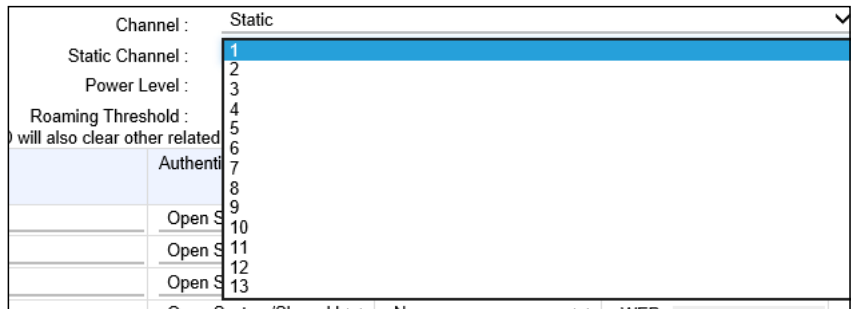 Channel : Static
Static Channel :
1
2
Power Level :
3
4
Roaming Threshold :
5
will also clear other related
6
7
8
9
Open S
10
Open S
11
12
Open S
13